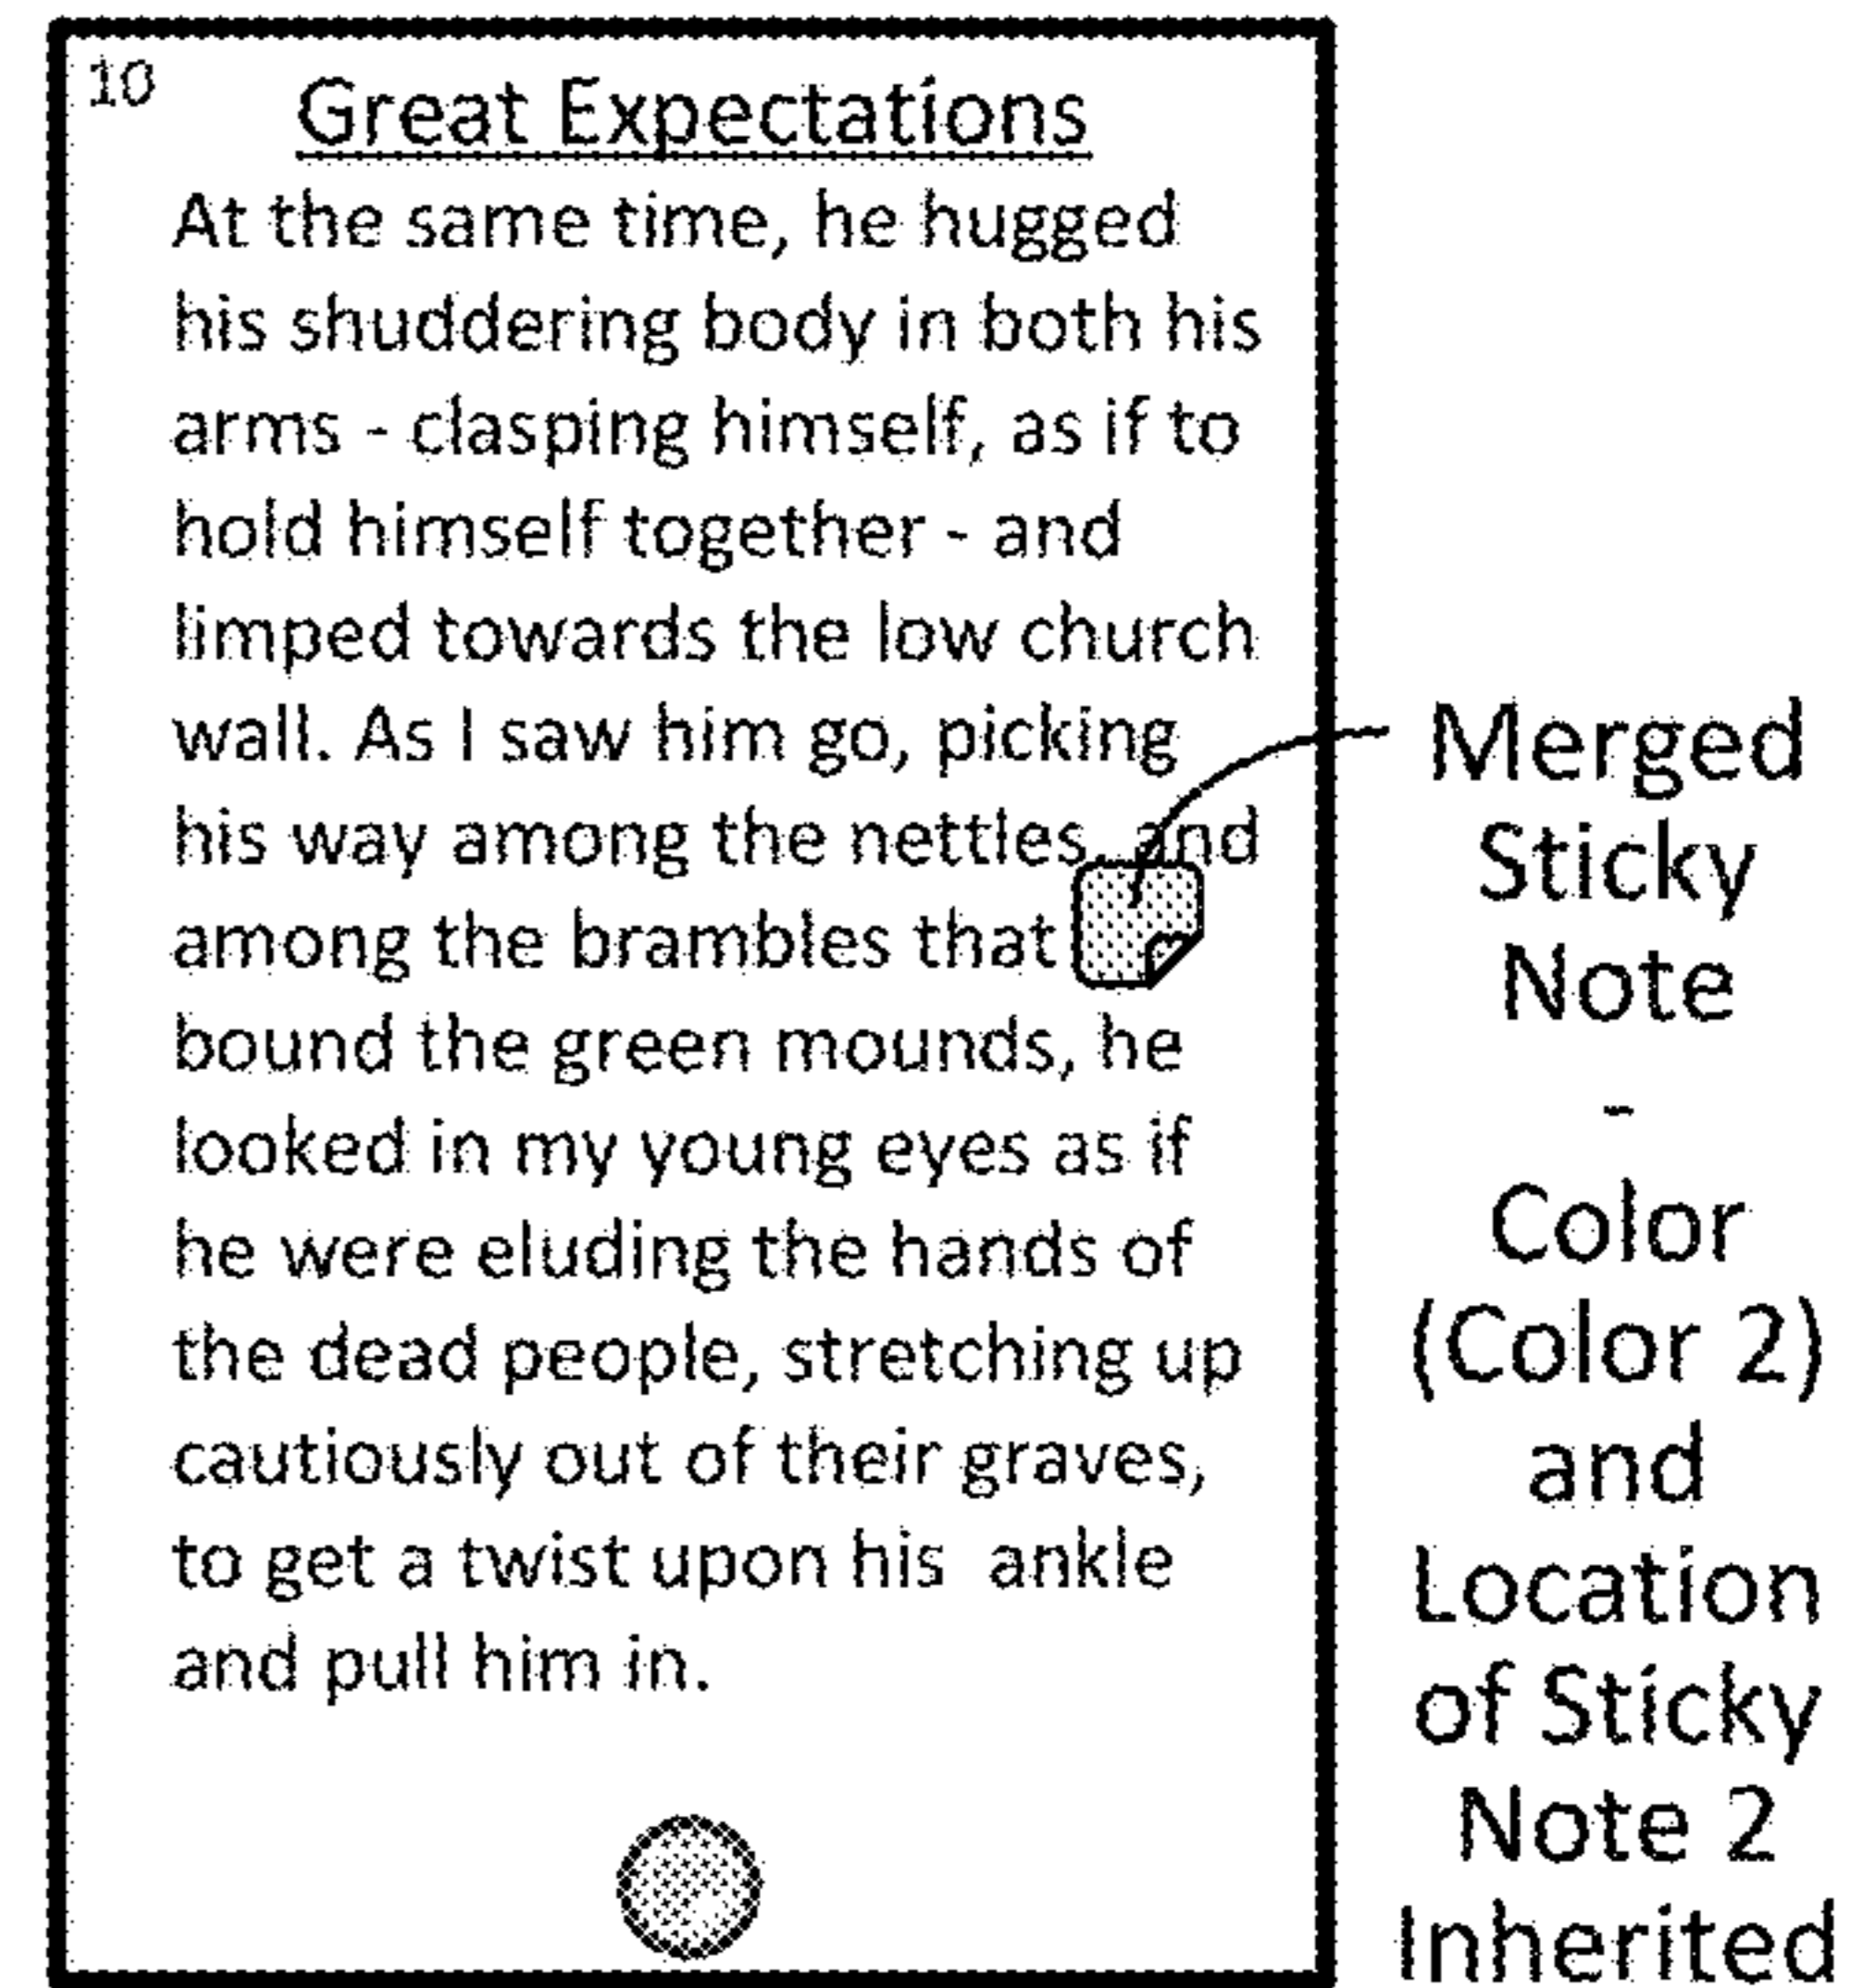 10
Great Expectations
At the same time, he hugged
his shuddering body in both his
arms - clasping himself, as if to
hold himself together - and
limped towards the low church
wall. As I saw him go, picking
his way among the nettles, and
among the brambles that
bound the green mounds, he
looked in my young eyes as if
he were eluding the hands of
the dead people, stretching up
cautiously out of their graves,
to get a twist upon his  ankle
and pull him in.
Merged
Sticky
Note
-
Color
(Color 2)
and
Location
of Sticky
Note 2
Inherited